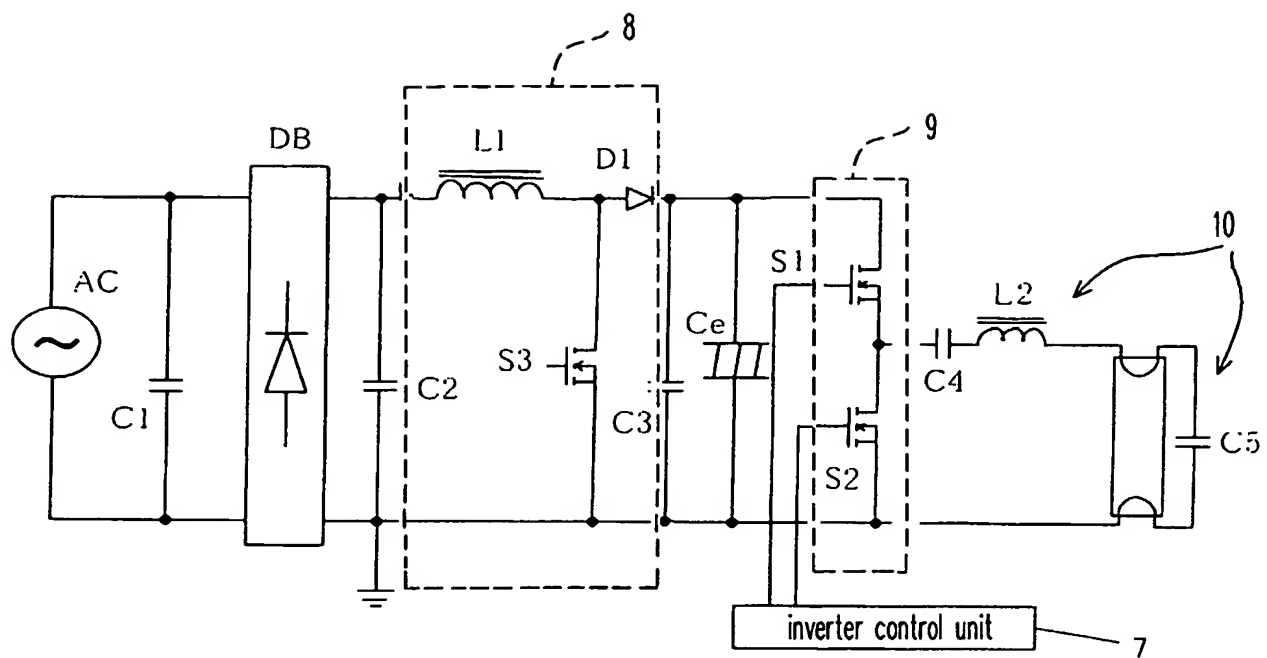 8
DB
L1
D1
9
10
AC
S1
L2
Ce
S3
C1
C2
C3
C4
S2
C5
inverter control unit
7